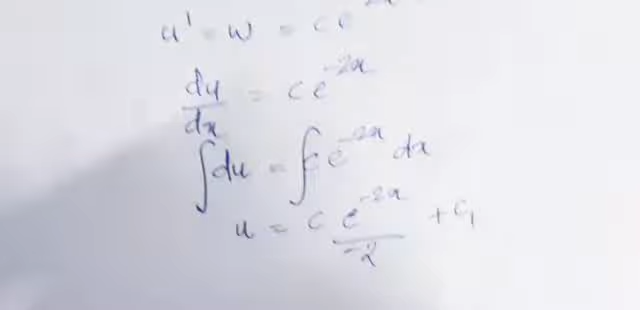 u' = w = ce
du/dx = ce^-2x
∫du = ∫ce^-2x dx
u = c e^-2x/-2 + c₁